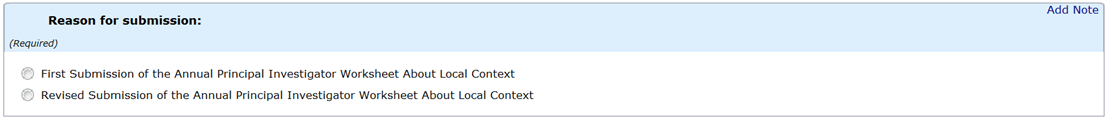 Add Note
Reason for submission:
(Required)
First Submission of the Annual Principal Investigator Worksheet About Local Context
Revised Submission of the Annual Principal Investigator Worksheet About Local Context